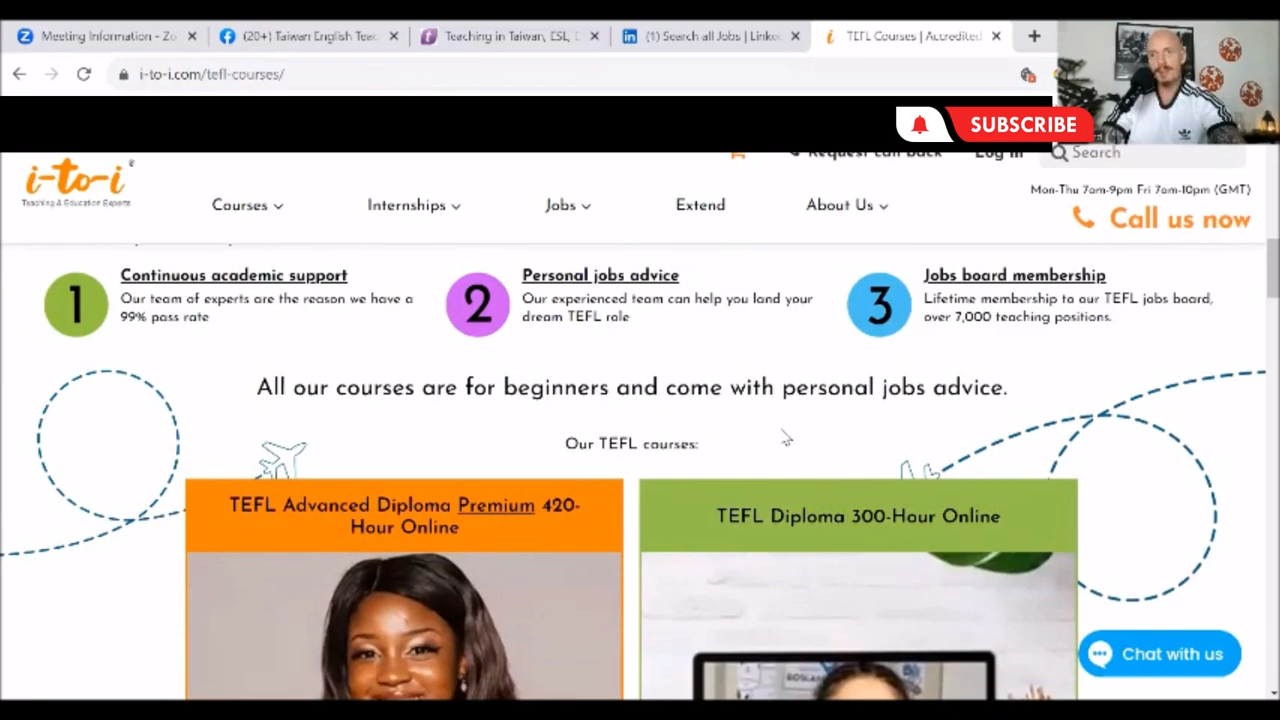 Meeting Information - Zo
(20+) Taiwan English Teac
Teaching in Taiwan, ESL, E
(1) Search all Jobs | Linke
TEFL Courses | Accredited
i-to-i.com/tefl-courses/
SUBSCRIBE
Request call back
Log in
Search
i-to-i
Teaching & Education Experts
Courses
Internships
Jobs
Extend
About Us
Mon-Thu 7am-9pm Fri 7am-10pm (GMT)
Call us now
1
Continuous academic support
Our team of experts are the reason we have a
99% pass rate
2
Personal jobs advice
Our experienced team can help you land your
dream TEFL role
3
Jobs board membership
Lifetime membership to our TEFL jobs board,
over 7,000 teaching positions.
All our courses are for beginners and come with personal jobs advice.
Our TEFL courses:
TEFL Advanced Diploma Premium 420-
Hour Online
TEFL Diploma 300-Hour Online
Chat with us